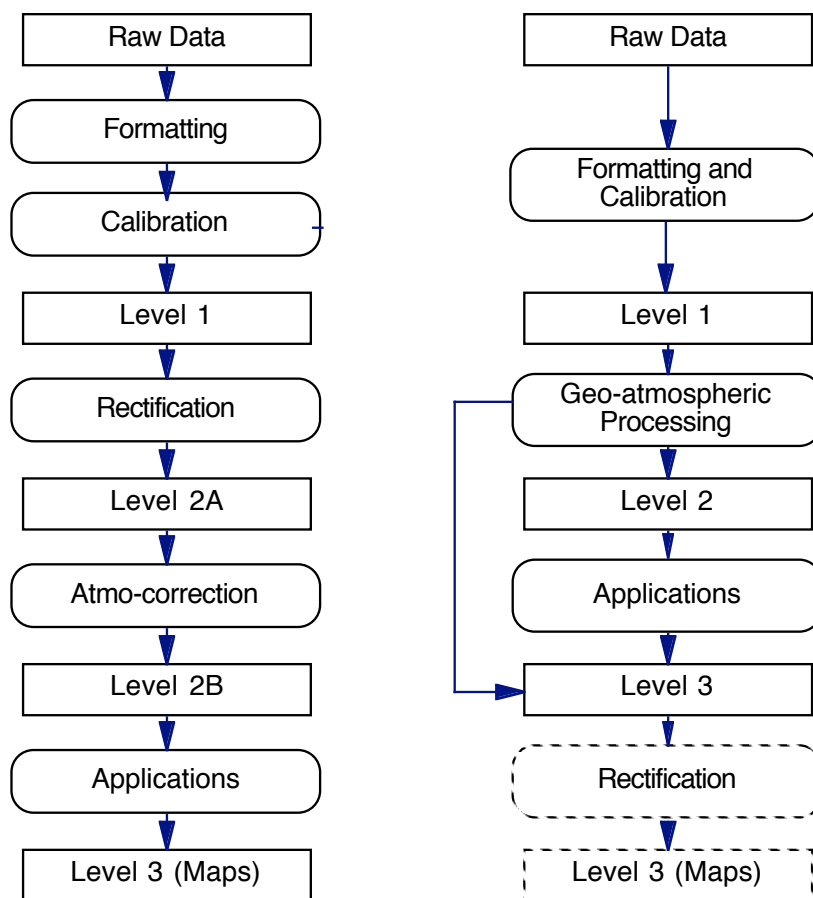 Raw Data
Formatting
Calibration
Level 1
Rectification
Level 2A
Atmo-correction
Level 2B
Applications
Level 3 (Maps)
Raw Data
Formatting and
Calibration
Level 1
Geo-atmospheric
Processing
Level 2
Applications
Level 3
Rectification
Level 3 (Maps)